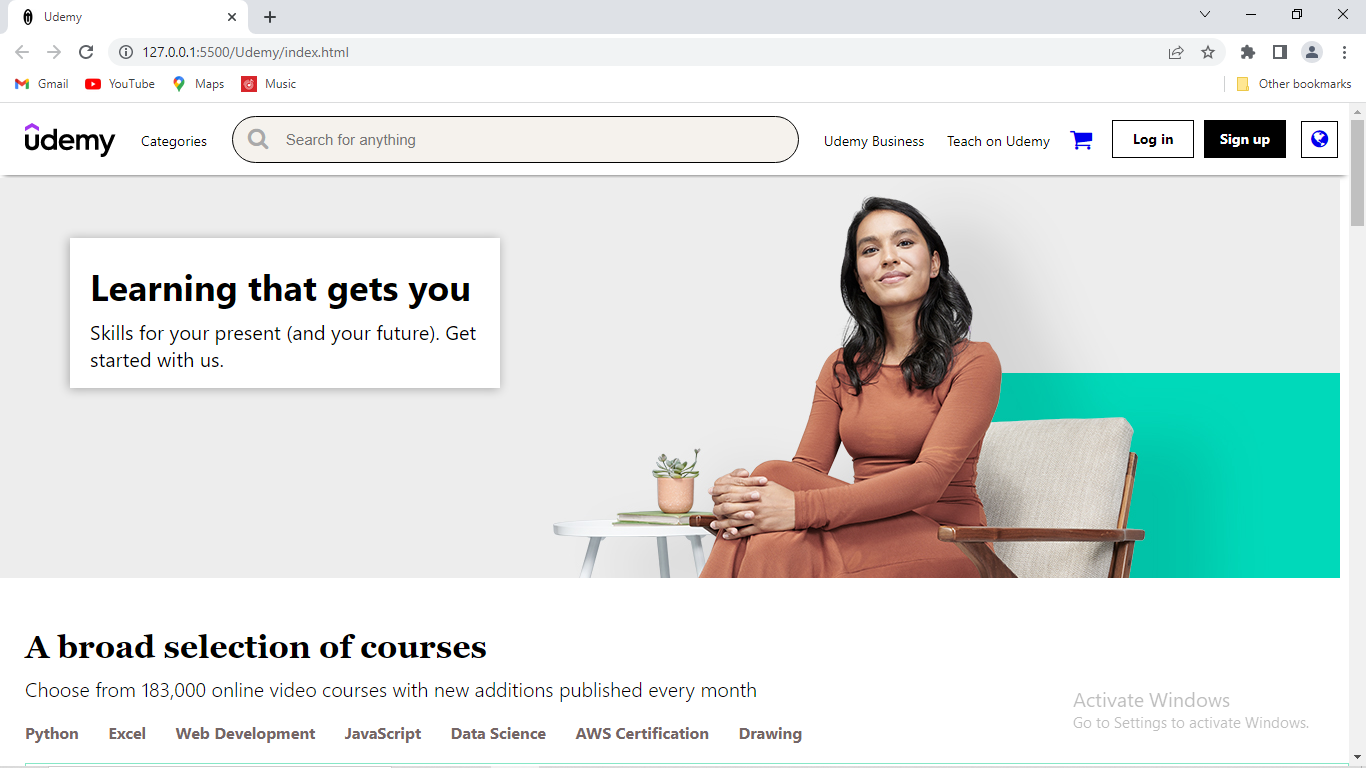 Udemy
127.0.0.1:5500/Udemy/index.html
Gmail YouTube Maps Music Other bookmarks
udemy Categories Search for anything Udemy Business Teach on Udemy Log in Sign up
Learning that gets you
Skills for your present (and your future). Get
started with us.
A broad selection of courses
Choose from 183,000 online video courses with new additions published every month
Activate Windows
Go to Settings to activate Windows.
Python Excel Web Development JavaScript Data Science AWS Certification Drawing